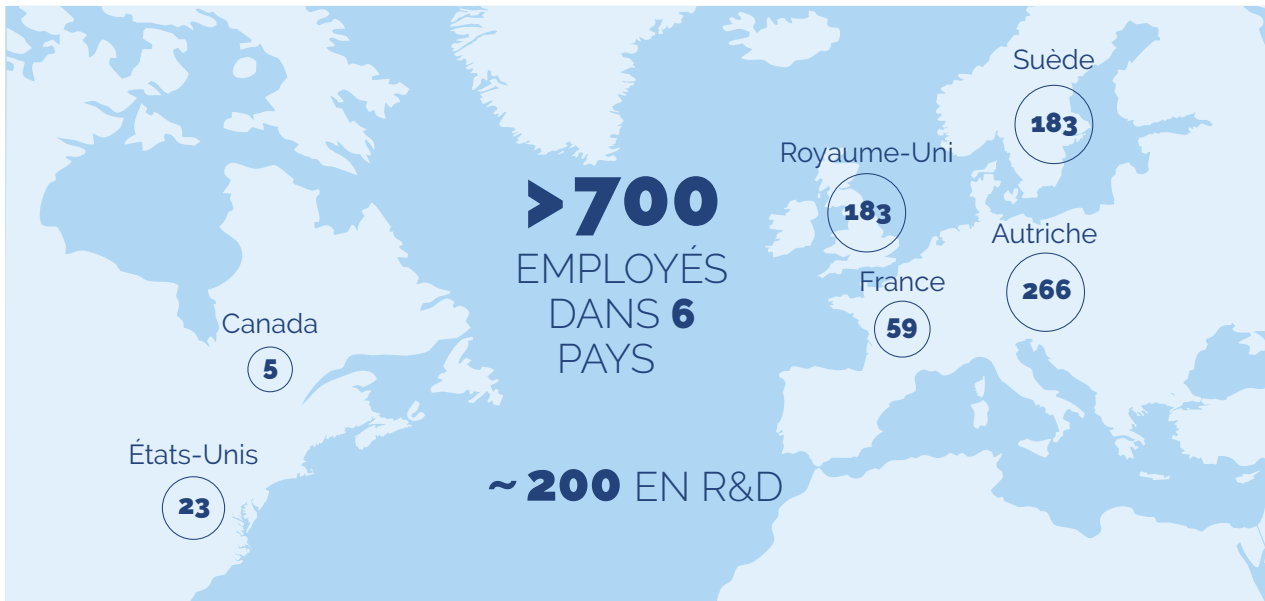 Suède
183
Royaume-Uni
183
>700
EMPLOYÉS
DANS 6
PAYS
Autriche
266
France
59
Canada
5
États-Unis
23
~ 200 EN R&D